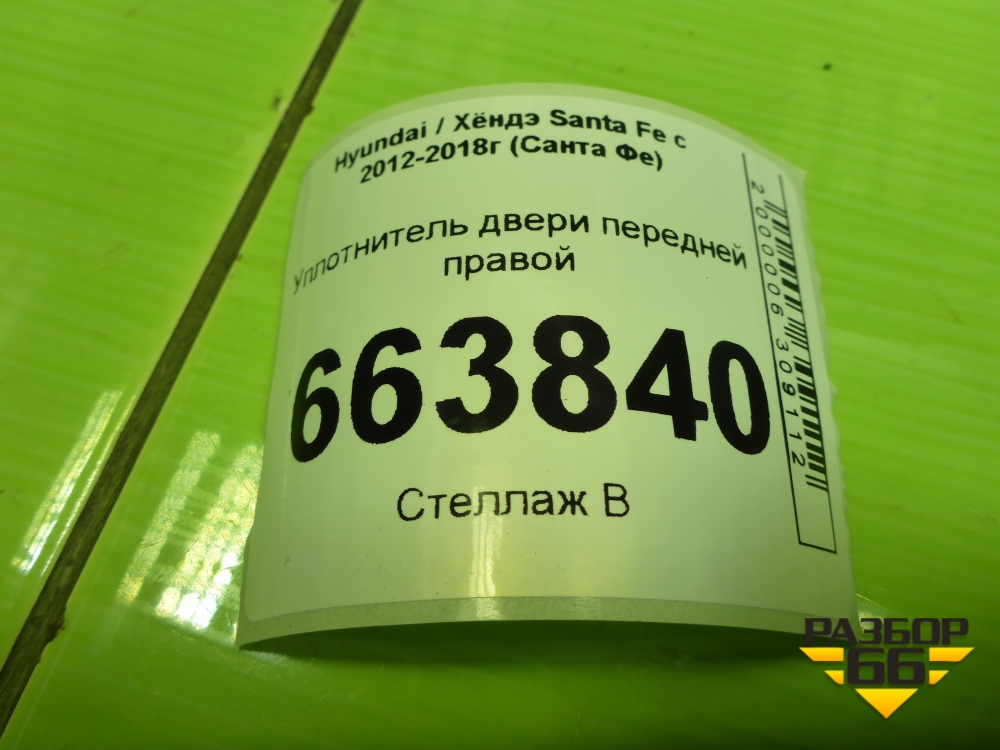 Hyundai / Хёндэ Santa Fe с
2012-2018г (Санта Фе)
Уплотнитель двери передней
правой
663840
Стеллаж В
2000006309112
РАЗБОР
66